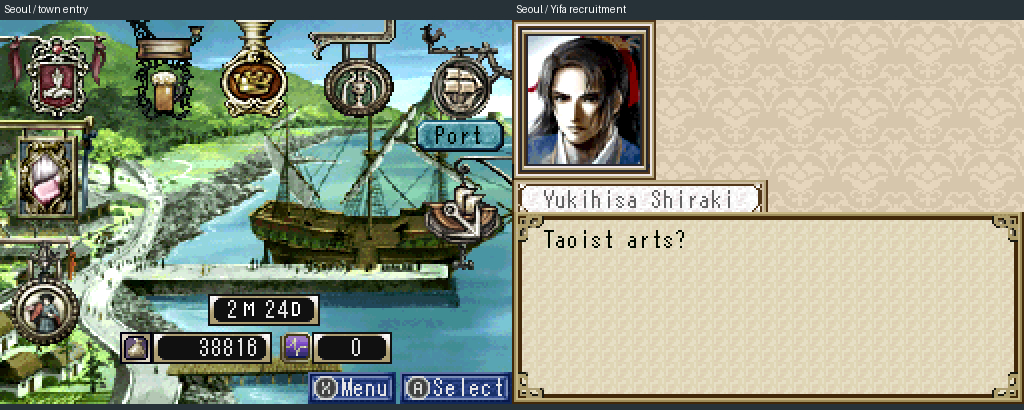 Seoul / town entry
Seoul / Yifa recruitment
Port
2M 24D
38816
0
X Menu
A Select
Yukihisa Shiraki
Taoist arts?